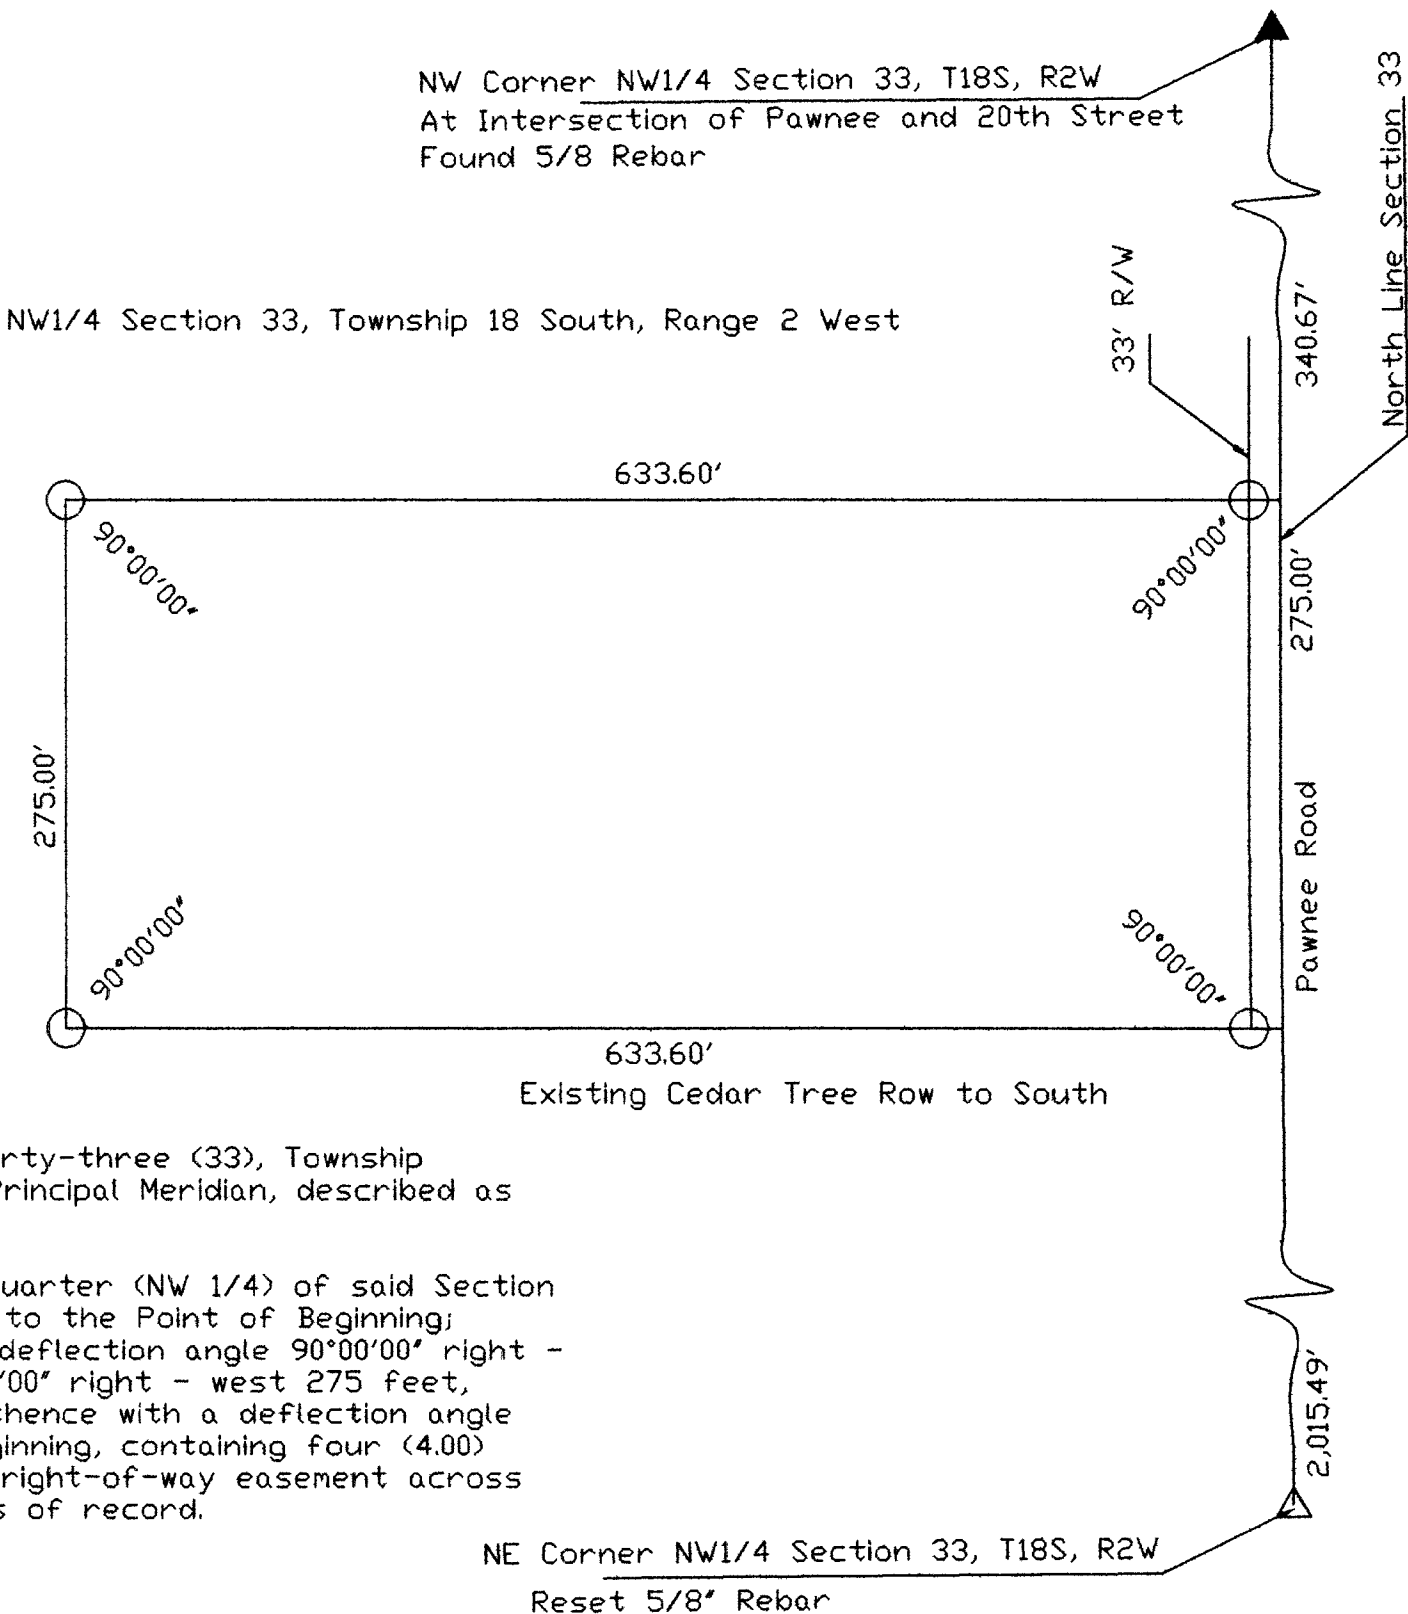 NW Corner NW1/4 Section 33, T18S, R2W
At Intersection of Pawnee and 20th Street
Found 5/8 Rebar
North Line Section 33
33' R/W
340.67'
NW1/4 Section 33, Township 18 South, Range 2 West
633.60'
90°00'00"
90°00'00"
275.00'
275.00'
Pawnee Road
90°00'00"
90°00'00"
633.60'
Existing Cedar Tree Row to South
rty-three (33), Township
Principal Meridian, described as
uarter (NW 1/4) of said Section
to the Point of Beginning;
deflection angle 90°00'00" right -
'00" right - west 275 feet,
thence with a deflection angle
ginning, containing four (4.00)
right-of-way easement across
s of record.
2,015.49'
NE Corner NW1/4 Section 33, T18S, R2W
Reset 5/8" Rebar